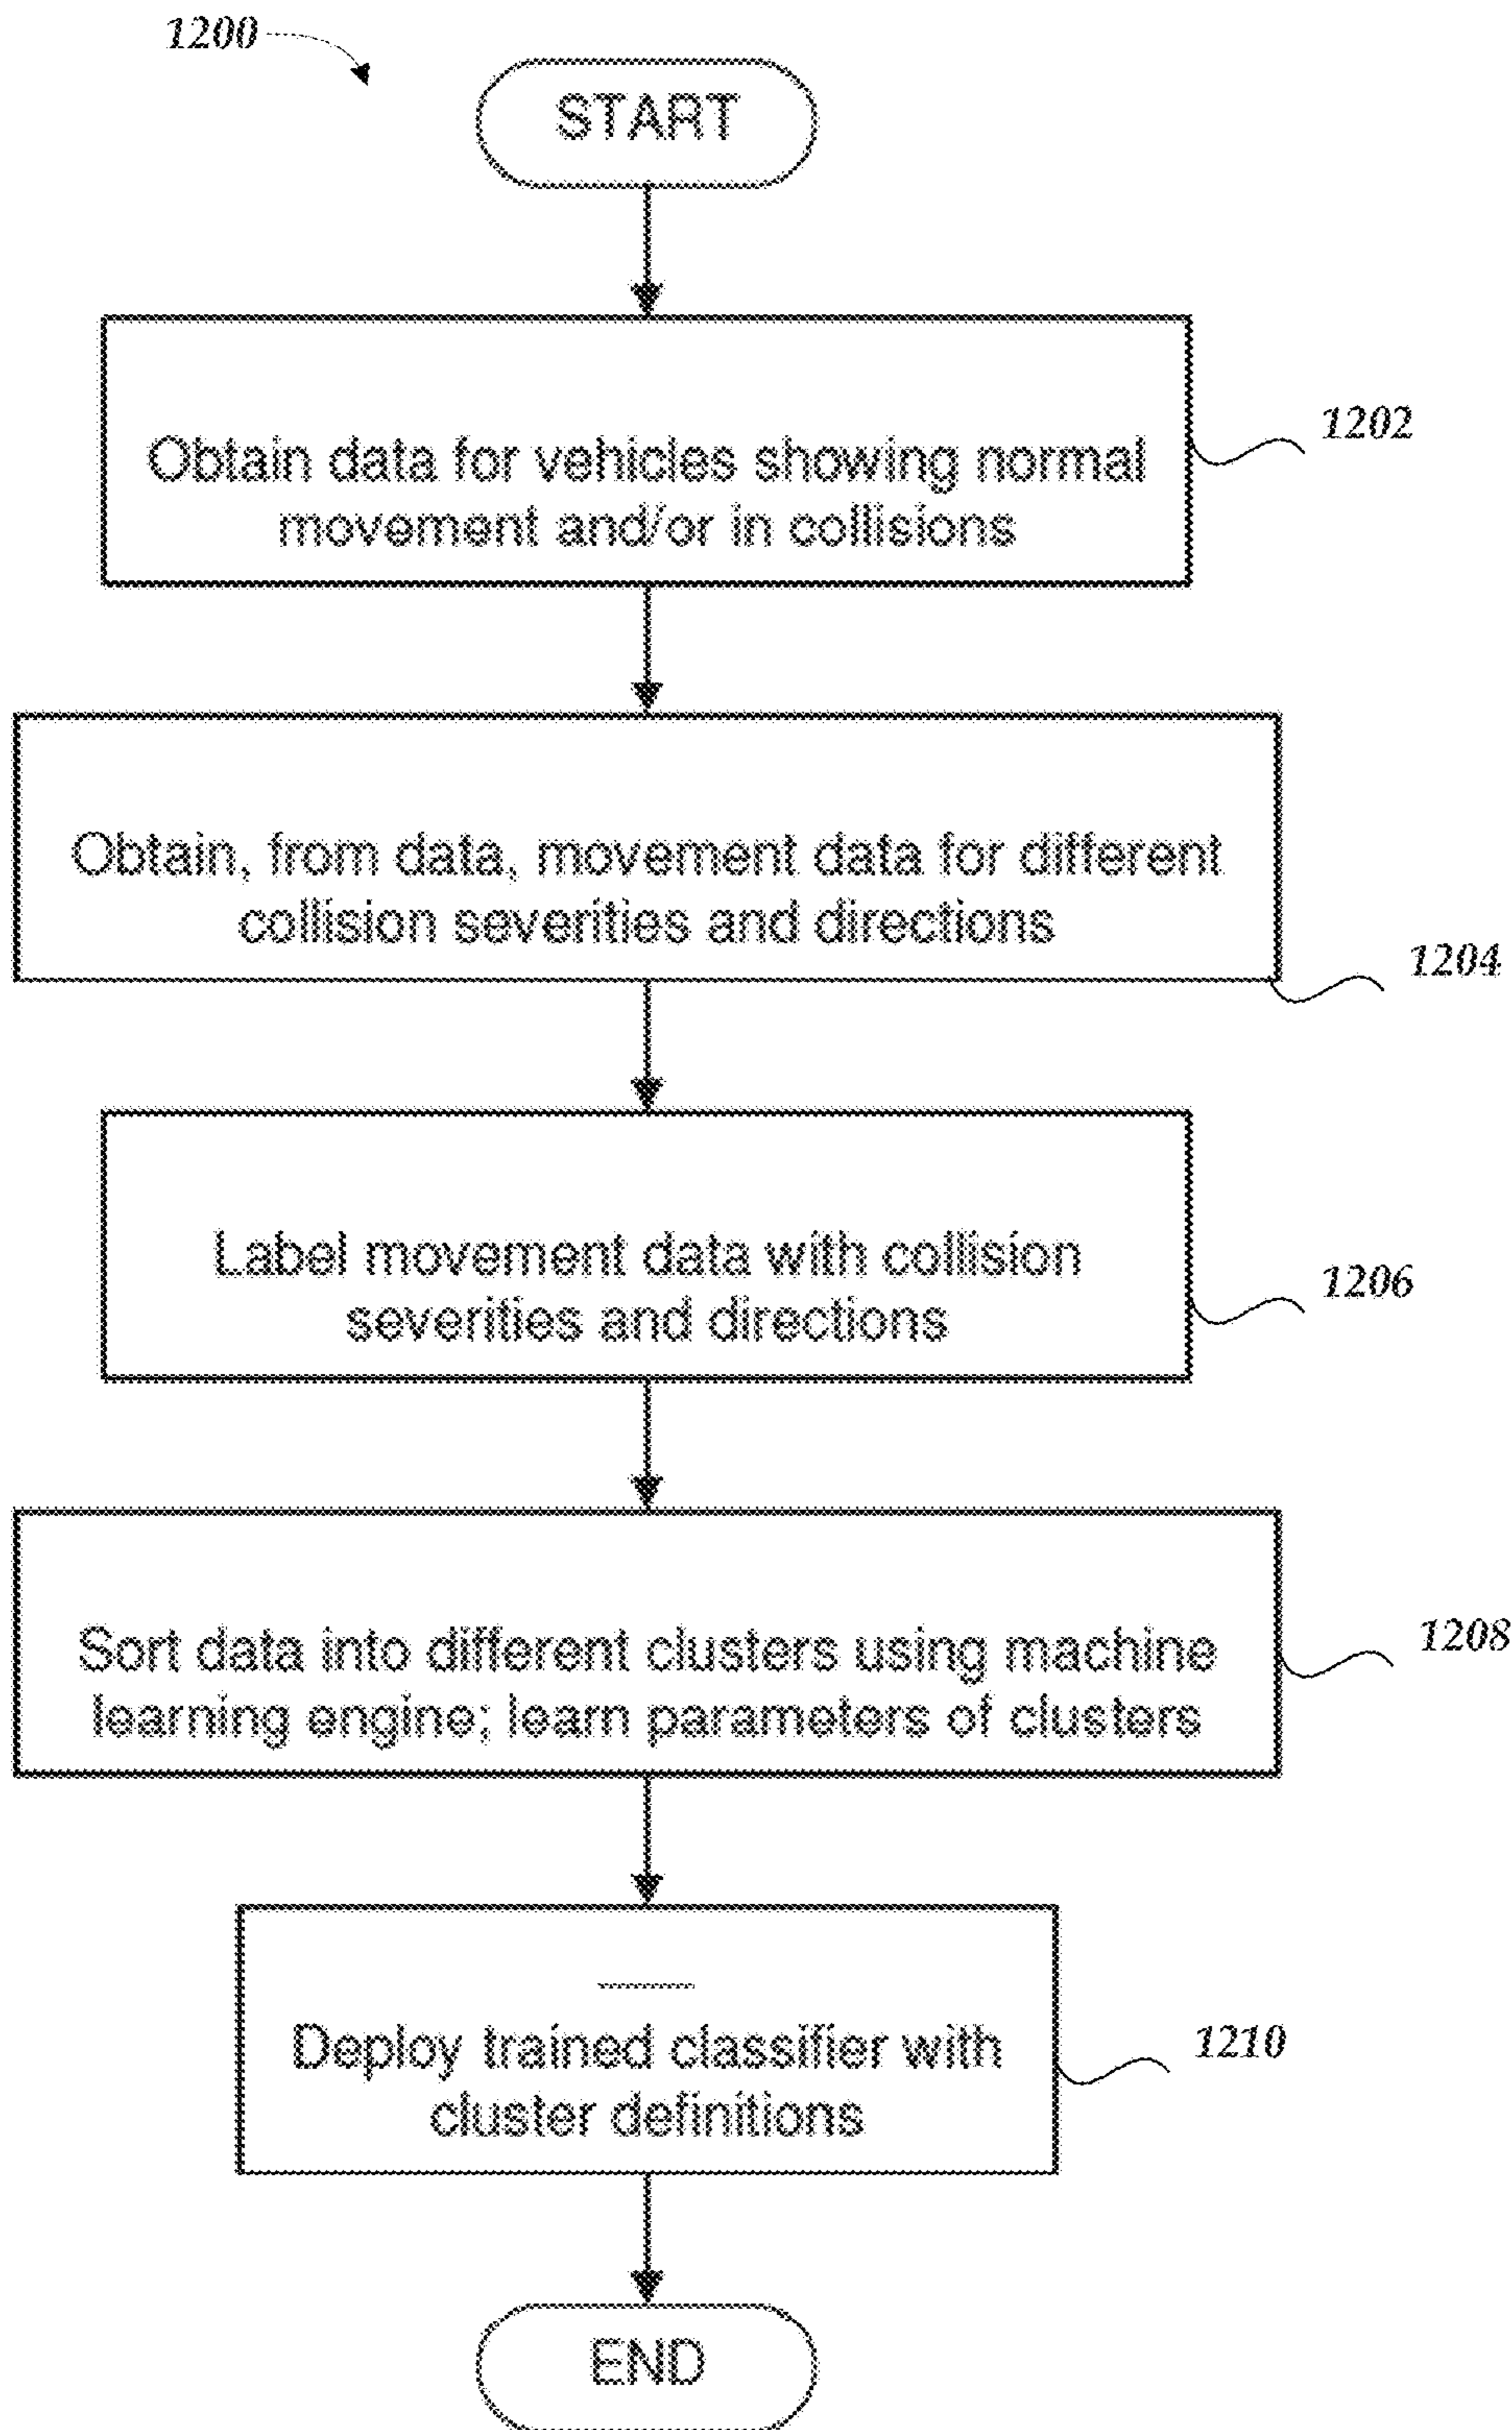 1200
START
Obtain data for vehicles showing normal
movement and/or in collisions
1202
Obtain, from data, movement data for different
collision severities and directions
1204
Label movement data with collision
severities and directions
1206
Sort data into different clusters using machine
learning engine; learn parameters of clusters
1208
Deploy trained classifier with
cluster definitions
1210
END